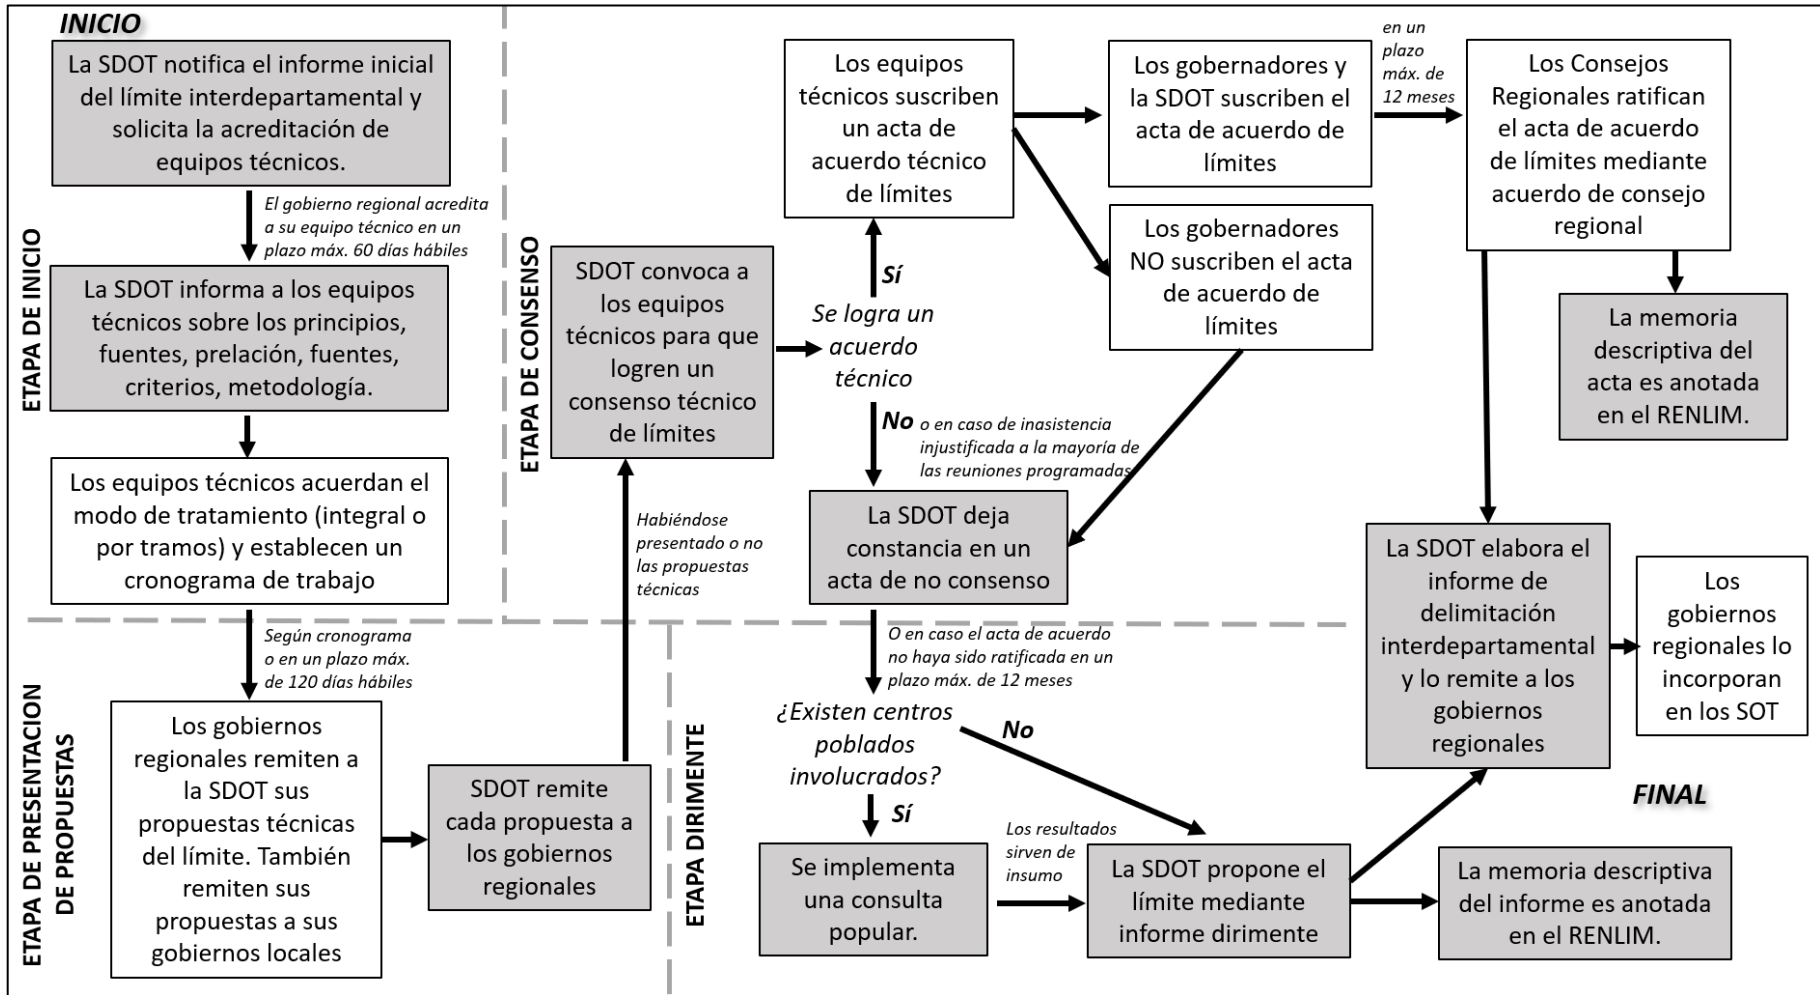 INICIO
La SDOT notifica el informe inicial
del límite interdepartamental y
solicita la acreditación de
equipos técnicos.
El gobierno regional acredita
a su equipo técnico en un
plazo máx. 60 días hábiles
ETAPA DE INICIO
La SDOT informa a los equipos
técnicos sobre los principios,
fuentes, prelación, fuentes,
criterios, metodología.
Los equipos técnicos acuerdan el
modo de tratamiento (integral o
por tramos) y establecen un
cronograma de trabajo
Según cronograma
o en un plazo máx.
de 120 días hábiles
ETAPA DE PRESENTACION
DE PROPUESTAS
Los gobiernos
regionales remiten a
la SDOT sus
propuestas técnicas
del límite. También
remiten sus
propuestas a sus
gobiernos locales
SDOT remite
cada propuesta a
los gobiernos
regionales
Habiéndose
presentado o no
las propuestas
técnicas
ETAPA DE CONSENSO
SDOT convoca a
los equipos
técnicos para que
logren un
consenso técnico
de límites
Se logra un
acuerdo
técnico
Sí
Los equipos
técnicos suscriben
un acta de
acuerdo técnico
de límites
Los gobernadores y
la SDOT suscriben el
acta de acuerdo de
límites
en un
plazo
máx. de
12 meses
Los Consejos
Regionales ratifican
el acta de acuerdo
de límites mediante
acuerdo de consejo
regional
La memoria
descriptiva del
acta es anotada
en el RENLIM.
Los gobernadores
NO suscriben el acta
de acuerdo de
límites
No o en caso de inasistencia
injustificada a la mayoría de
las reuniones programadas
La SDOT deja
constancia en un
acta de no consenso
O en caso el acta de acuerdo
no haya sido ratificada en un
plazo máx. de 12 meses
ETAPA DIRIMENTE
¿Existen centros
poblados
involucrados?
No
Sí
Se implementa
una consulta
popular.
Los resultados
sirven de
insumo
La SDOT propone el
límite mediante
informe dirimente
La memoria descriptiva
del informe es anotada
en el RENLIM.
La SDOT elabora el
informe de
delimitación
interdepartamental
y lo remite a los
gobiernos
regionales
Los
gobiernos
regionales lo
incorporan
en los SOT
FINAL